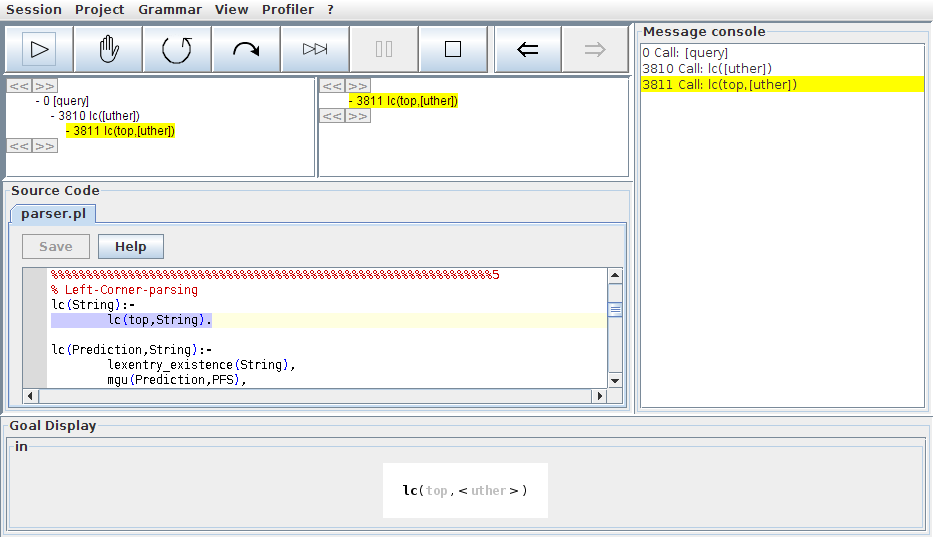 Session Project Grammar View Profiler ?
<< >>
- 0 [query]
- 3810 lc([uther])
- 3811 lc(top,[uther])
<< >>
<< >>
- 3811 lc(top,[uther])
<< >>
Message console
0 Call: [query]
3810 Call: lc([uther])
3811 Call: lc(top,[uther])
Source Code
parser.pl
Save Help
%%%%%%%%%%%%%%%%%%%%%%%%%%%%%%%%%%%%%%%%%%%%%%%%%%%%%%%%%%%%%%%5
% Left-Corner-parsing
lc(String):-
lc(top,String).
lc(Prediction,String):-
lexentry_existence(String),
mgu(Prediction,PFS),
Goal Display
in
lc(top,<uther>)